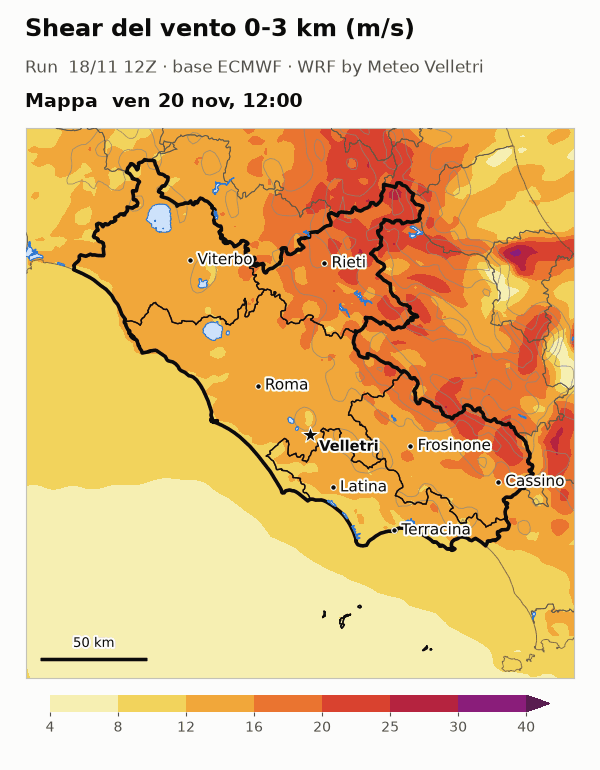 Shear del vento 0-3 km (m/s)
Run 18/11 12Z · base ECMWF · WRF by Meteo Velletri
Mappa ven 20 nov, 12:00
Viterbo
Rieti
Roma
Velletri
Frosinone
Latina
Cassino
Terracina
50 km
4 8 12 16 20 25 30 40